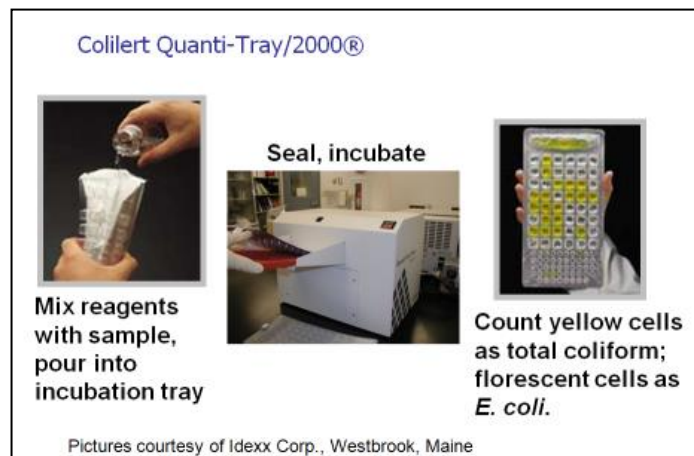 Colilert Quanti-Tray/2000®
Seal, incubate
Mix reagents
with sample,
pour into
incubation tray
Count yellow cells
as total coliform;
florescent cells as
E. coli.
Pictures courtesy of Idexx Corp., Westbrook, Maine